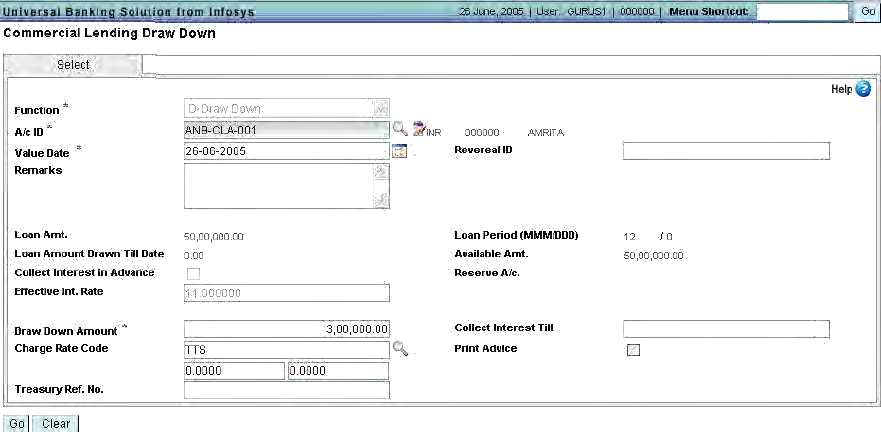 Universal Banking Solution from Infosys 26 June, 2005 | User: GURUS1 | 000000 | Menu Shortcut: Go
Commercial Lending Draw Down
Select
Help ?
Function * D-Draw Down
A/c ID * ANB-CLA-001 INR 000000 AMRITA
Value Date * 26-06-2005 Reversal ID
Remarks
Loan Amt. 50,00,000.00 Loan Period (MMM/DDD) 12 / 0
Loan Amount Drawn Till Date 0.00 Available Amt. 50,00,000.00
Collect Interest in Advance Reserve A/c.
Effective Int. Rate 11.000000
Draw Down Amount * 3,00,000.00 Collect Interest Till
Charge Rate Code TTS Print Advice
0.0000 0.0000
Treasury Ref. No.
Go Clear